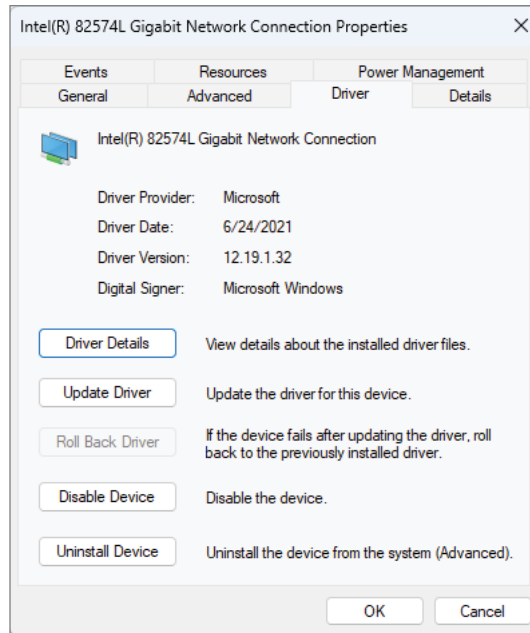 Intel(R) 82574L Gigabit Network Connection Properties
Events Resources Power Management
General Advanced Driver Details
Intel(R) 82574L Gigabit Network Connection
Driver Provider: Microsoft
Driver Date: 6/24/2021
Driver Version: 12.19.1.32
Digital Signer: Microsoft Windows
Driver Details View details about the installed driver files.
Update Driver Update the driver for this device.
Roll Back Driver If the device fails after updating the driver, roll
back to the previously installed driver.
Disable Device Disable the device.
Uninstall Device Uninstall the device from the system (Advanced).
OK Cancel